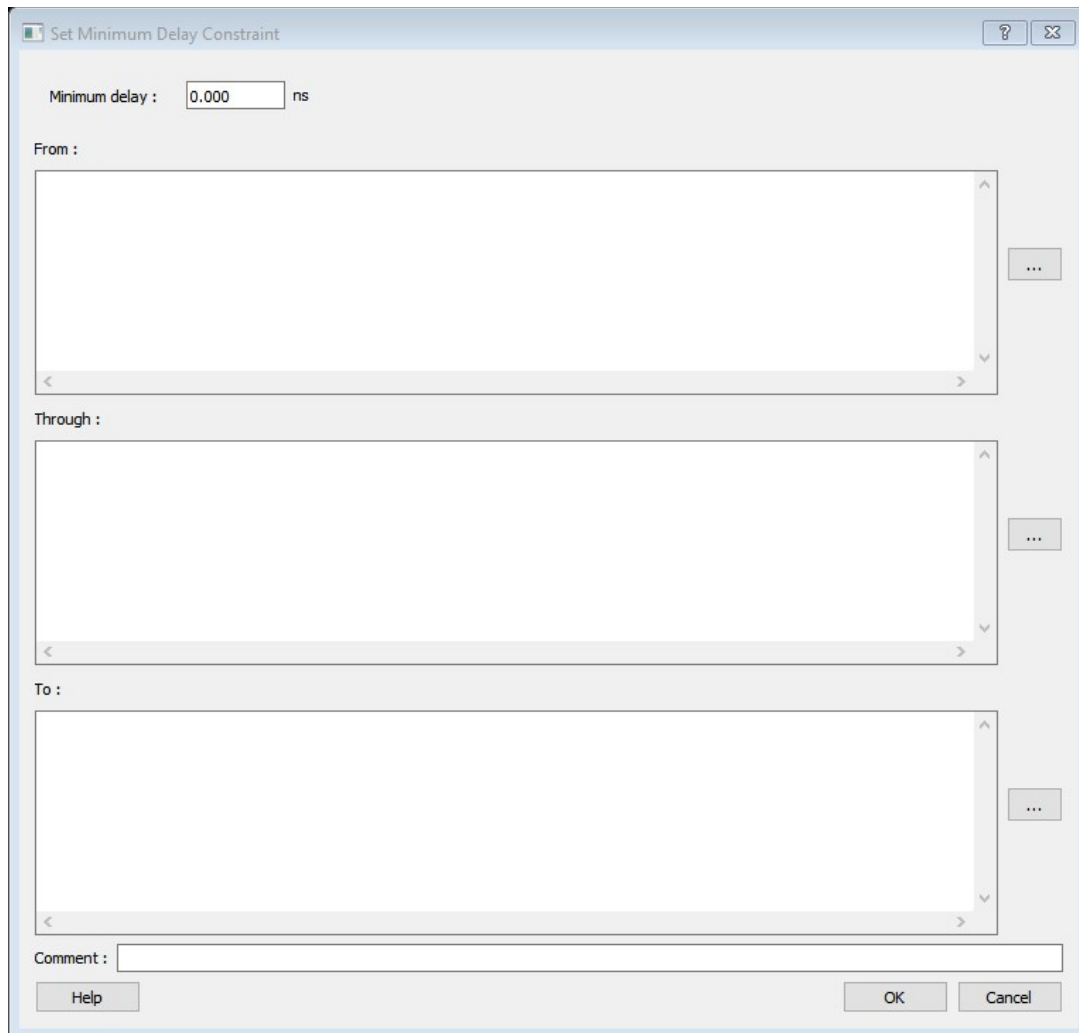 Set Minimum Delay Constraint
Minimum delay : 0.000 ns
From :
...
Through :
...
To :
...
Comment :
Help OK Cancel